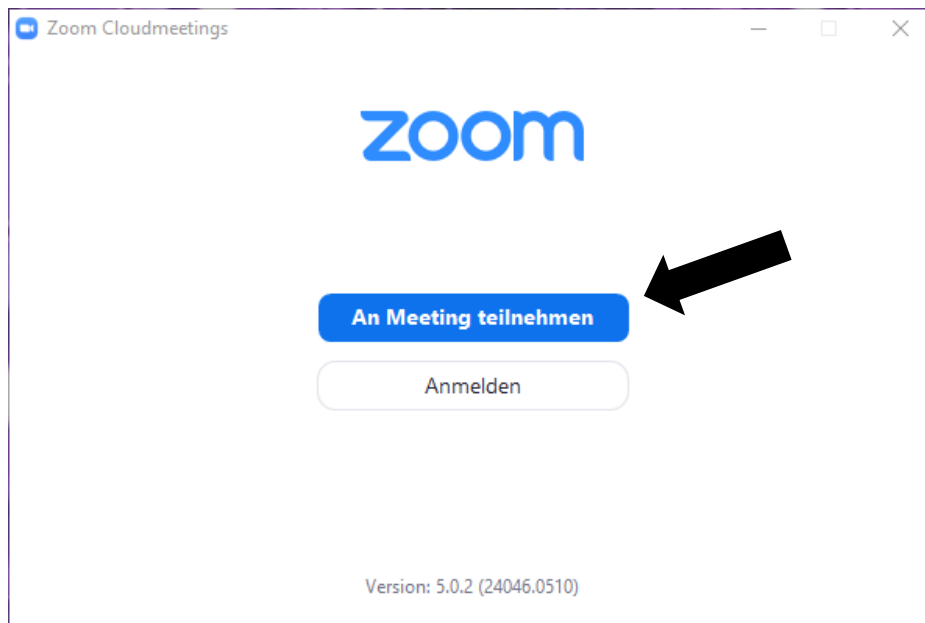 Zoom Cloudmeetings
zoom
An Meeting teilnehmen
Anmelden
Version: 5.0.2 (24046.0510)